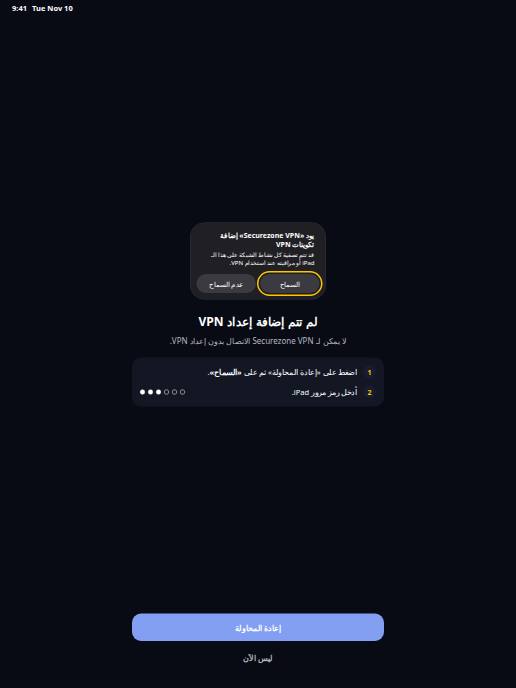 9:41 Tue Nov 10
يود «Securezone VPN» إضافة
تكوينات VPN
قد تتم تصفية كل نشاط الشبكة على هذا الـ
iPad أو مراقبته عند استخدام VPN.
السماح
عدم السماح
لم تتم إضافة إعداد VPN
لا يمكن لـ Securezone VPN الاتصال بدون إعداد VPN.
1 اضغط على «إعادة المحاولة» ثم على «السماح».
2 أدخل رمز مرور iPad.
إعادة المحاولة
ليس الآن